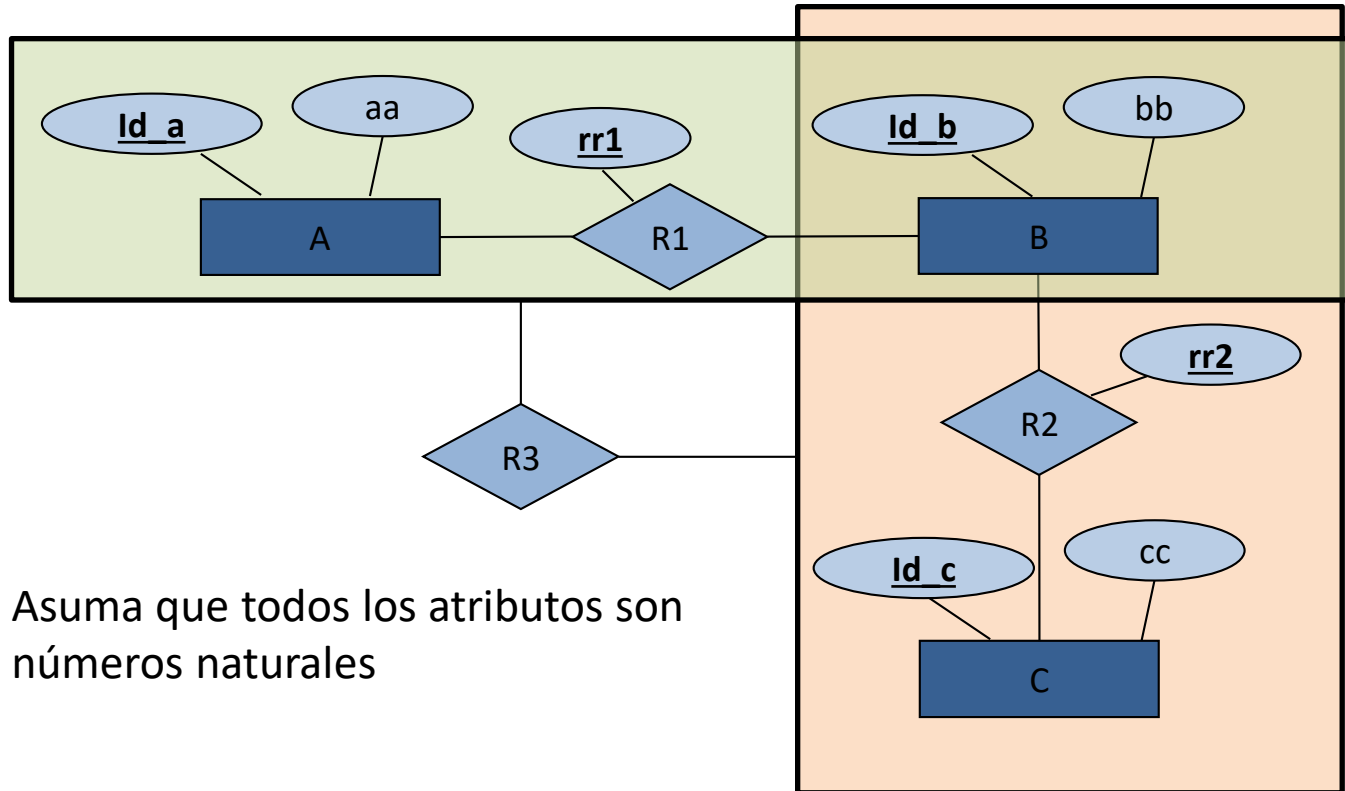 Id_a
aa
rr1
Id_b
bb
A
R1
B
rr2
R2
R3
Id_c
cc
Asuma que todos los atributos son
números naturales
C